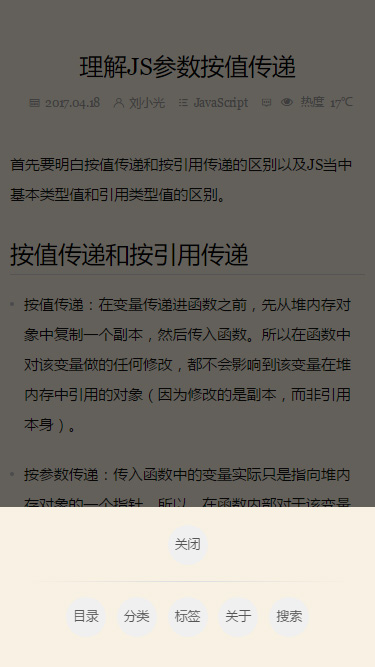 理解JS参数按值传递
2017.04.18 刘小光 JavaScript 热度 17℃
首先要明白按值传递和按引用传递的区别以及JS当中
基本类型值和引用类型值的区别。
按值传递和按引用传递
按值传递：在变量传递进函数之前，先从堆内存对
象中复制一个副本，然后传入函数。所以在函数中
对该变量做的任何修改，都不会影响到该变量在堆
内存中引用的对象（因为修改的是副本，而非引用
本身）。
按参数传递：传入函数中的变量实际只是指向堆内
存对象的一个指针。所以，在函数内部对于该变量
关闭
目录 分类 标签 关于 搜索